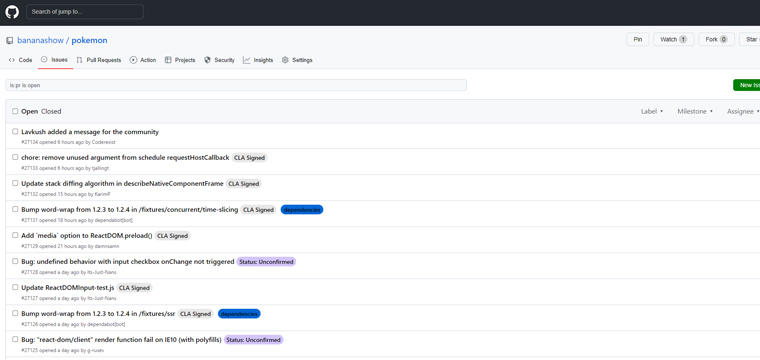 Search of jump to...
bananashow / pokemon
Pin
Watch 1
Fork 0
Star
Code
Issues
Pull Requests
Action
Projects
Security
Insights
Settings
is pr is open
New Iss
Open Closed
Label
Milestone
Assignee
Lavkush added a message for the community
#27134 opened 6 hours ago by Coderexist
chore: remove unused argument from schedule requestHostCallback CLA Signed
#27133 opened 8 hours ago by tjallingt
Update stack diffing algorithm in describeNativeComponentFrame CLA Signed
#27132 opened 15 hours ago by KarimP
Bump word-wrap from 1.2.3 to 1.2.4 in /fixtures/concurrent/time-slicing CLA Signed dependencies
#27131 opened 18 hours ago by dependabot[bot]
Add `media` option to ReactDOM.preload() CLA Signed
#27129 opened 21 hours ago by damnsamn
Bug: undefined behavior with input checkbox onChange not triggered Status: Unconfirmed
#27128 opened a day ago by Its-Just-Nans
Update ReactDOMInput-test.js CLA Signed
#27127 opened a day ago by Its-Just-Nans
Bump word-wrap from 1.2.3 to 1.2.4 in /fixtures/ssr CLA Signed dependencies
#27126 opened a day ago by dependabot[bot]
Bug: "react-dom/client" render function fail on IE10 (with polyfills) Status: Unconfirmed
#27125 opened a day ago by g-rusev